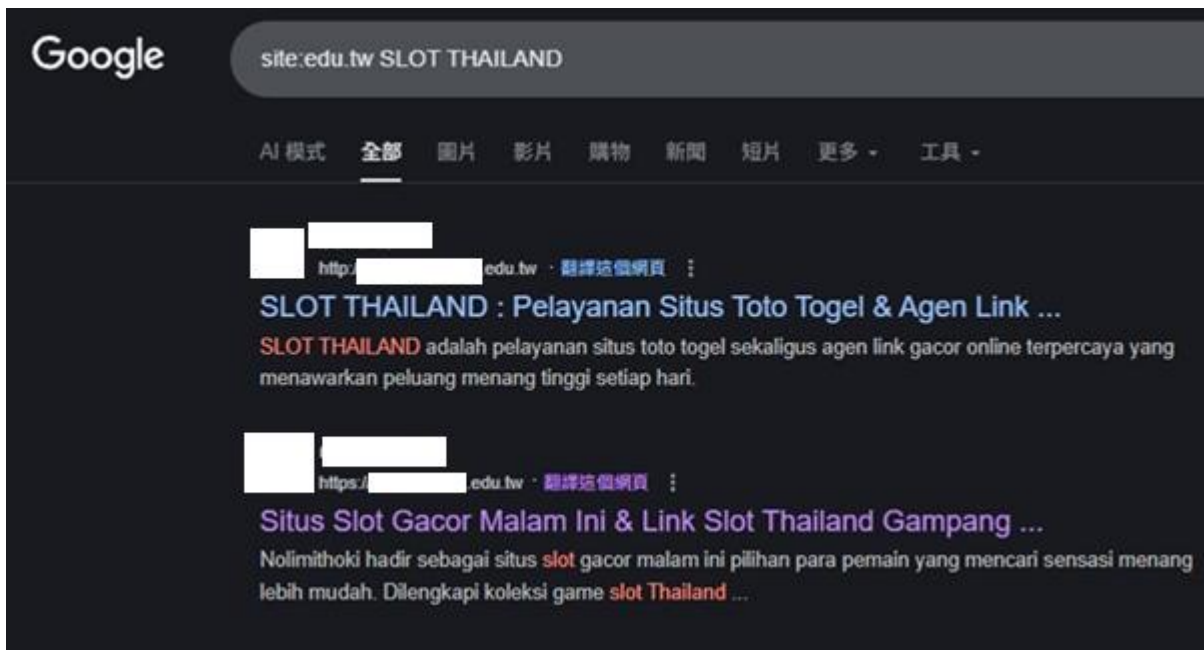 Google
site:edu.tw SLOT THAILAND
AI 模式 全部 圖片 影片 購物 新聞 短片 更多 工具
http:/ edu.tw · 翻譯這個網頁
SLOT THAILAND : Pelayanan Situs Toto Togel & Agen Link ...
SLOT THAILAND adalah pelayanan situs toto togel sekaligus agen link gacor online terpercaya yang
menawarkan peluang menang tinggi setiap hari.
https:/ .edu.tw · 翻譯這個網頁
Situs Slot Gacor Malam Ini & Link Slot Thailand Gampang ...
Nolimithoki hadir sebagai situs slot gacor malam ini pilihan para pemain yang mencari sensasi menang
lebih mudah. Dilengkapi koleksi game slot Thailand ...